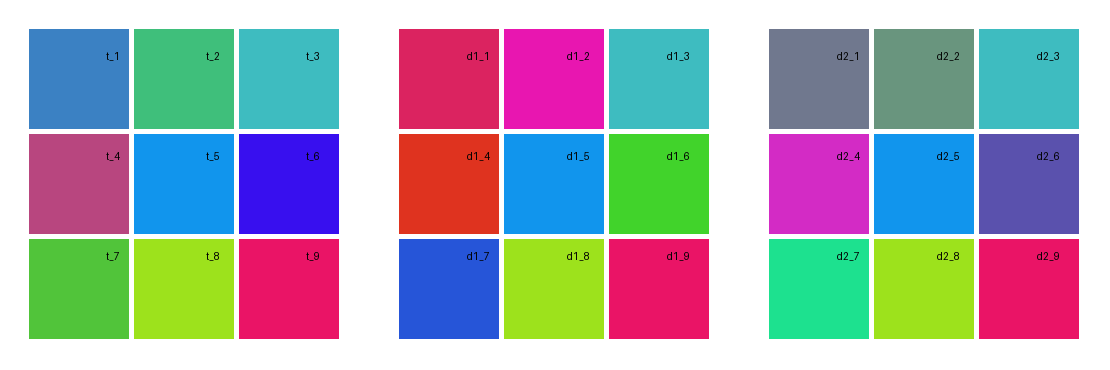 t_1 t_2 t_3 d1_1 d1_2 d1_3 d2_1 d2_2 d2_3
t_4 t_5 t_6 d1_4 d1_5 d1_6 d2_4 d2_5 d2_6
t_7 t_8 t_9 d1_7 d1_8 d1_9 d2_7 d2_8 d2_9